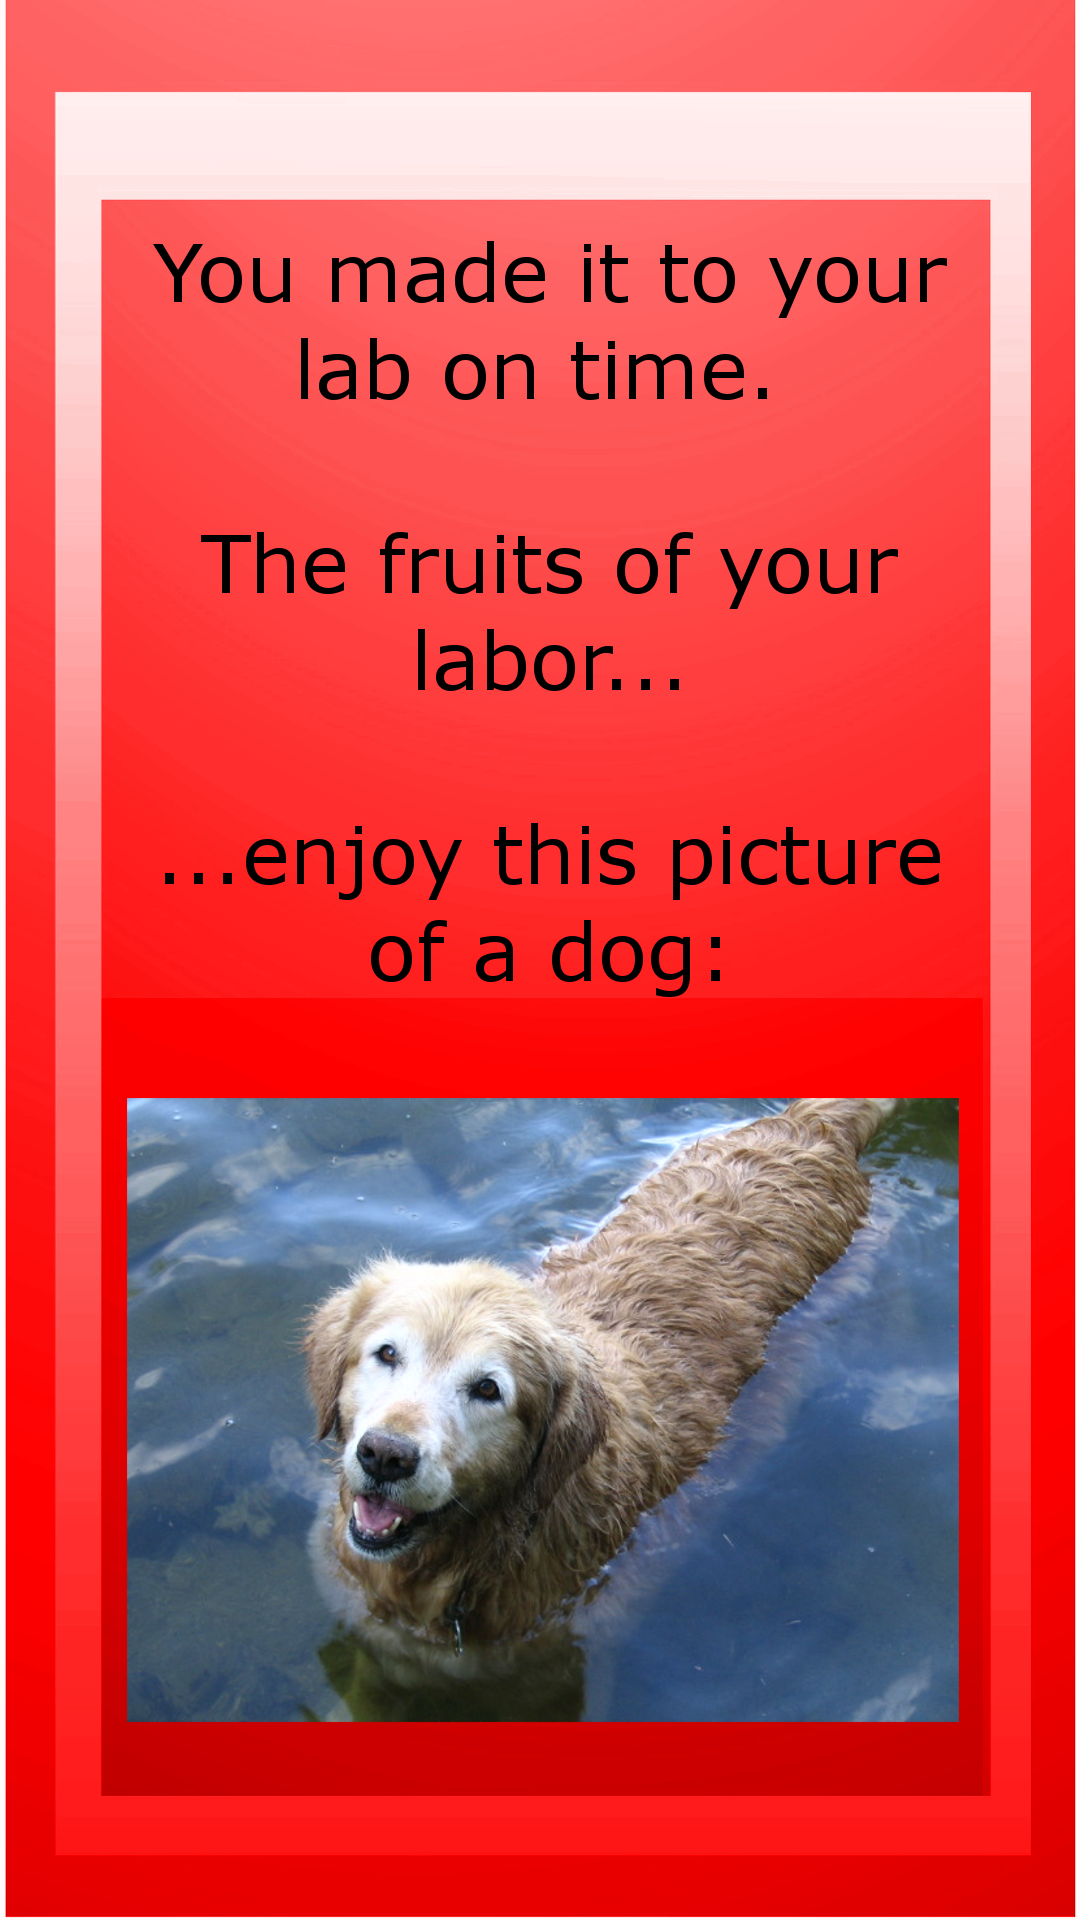 You made it to your
lab on time.
The fruits of your
labor...
...enjoy this picture
of a dog: